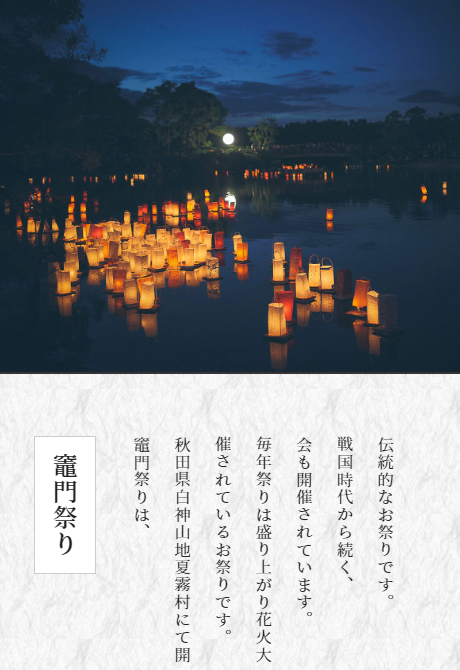 竈門祭り
竈門祭りは、
秋田県白神山地夏霧村にて開
催されているお祭りです。
毎年祭りは盛り上がり花火大
会も開催されています。
戦国時代から続く、
伝統的なお祭りです。